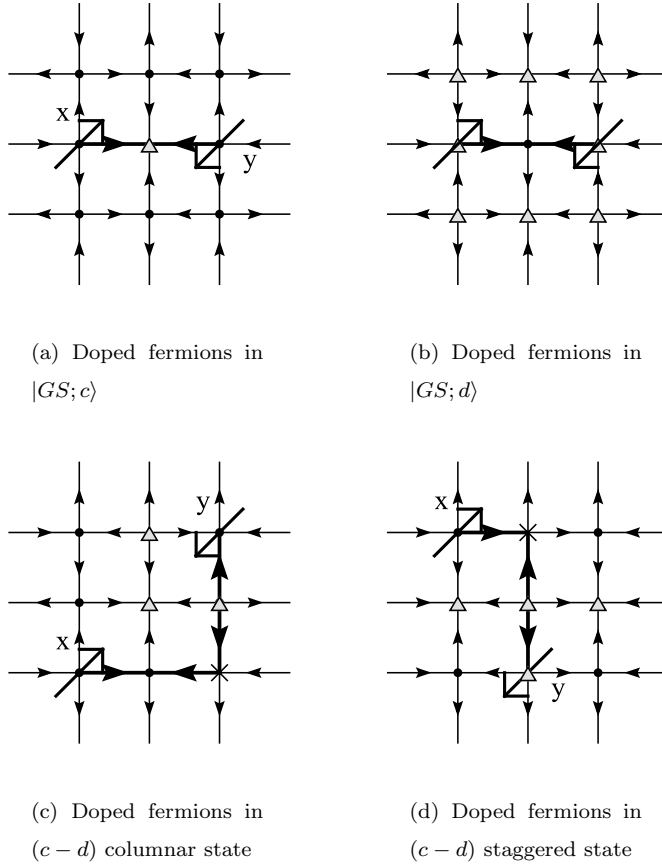 x
y
(a) Doped fermions in
|GS; c⟩
(b) Doped fermions in
|GS; d⟩
y
x
(c) Doped fermions in
(c − d) columnar state
x
y
(d) Doped fermions in
(c − d) staggered state